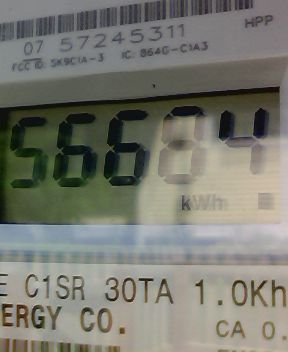 HPP
07 57245311
FCC ID: SK9C1A-3 IC: 864G-C1A3
56684
kWh
E C1SR 30TA 1.0Kh
ERGY CO.
CA 0.